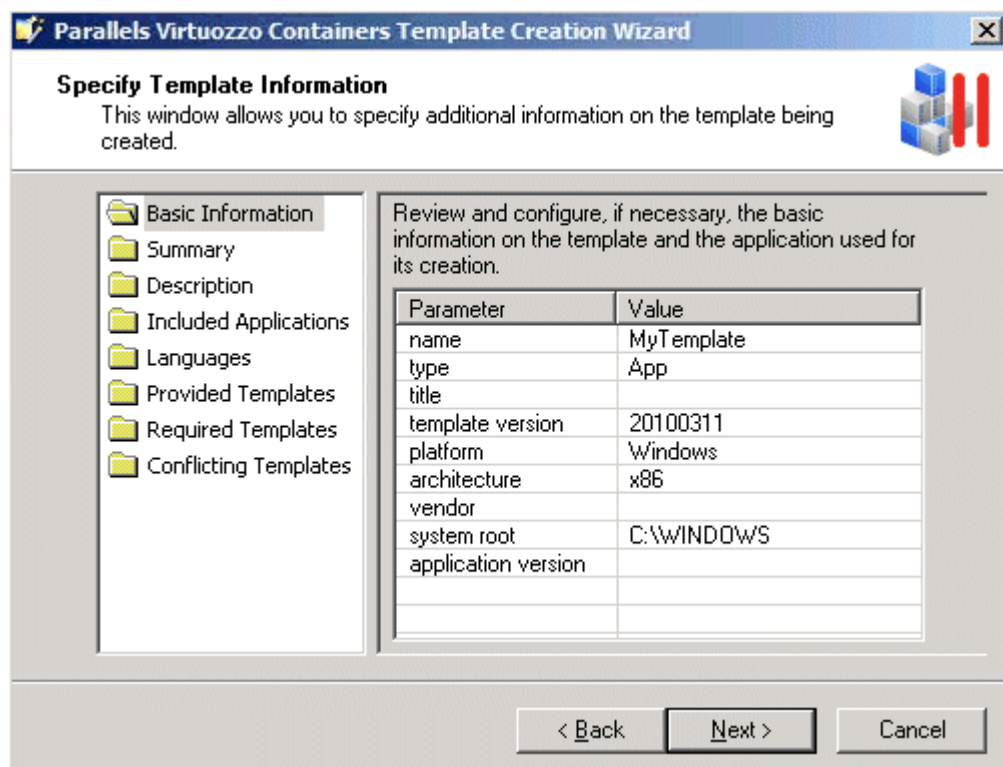 Parallels Virtuozzo Containers Template Creation Wizard
Specify Template Information
This window allows you to specify additional information on the template being
created.
Basic Information
Summary
Description
Included Applications
Languages
Provided Templates
Required Templates
Conflicting Templates
Review and configure, if necessary, the basic
information on the template and the application used for
its creation.
Parameter Value
name MyTemplate
type App
title
template version 20100311
platform Windows
architecture x86
vendor
system root C:\WINDOWS
application version
< Back Next > Cancel